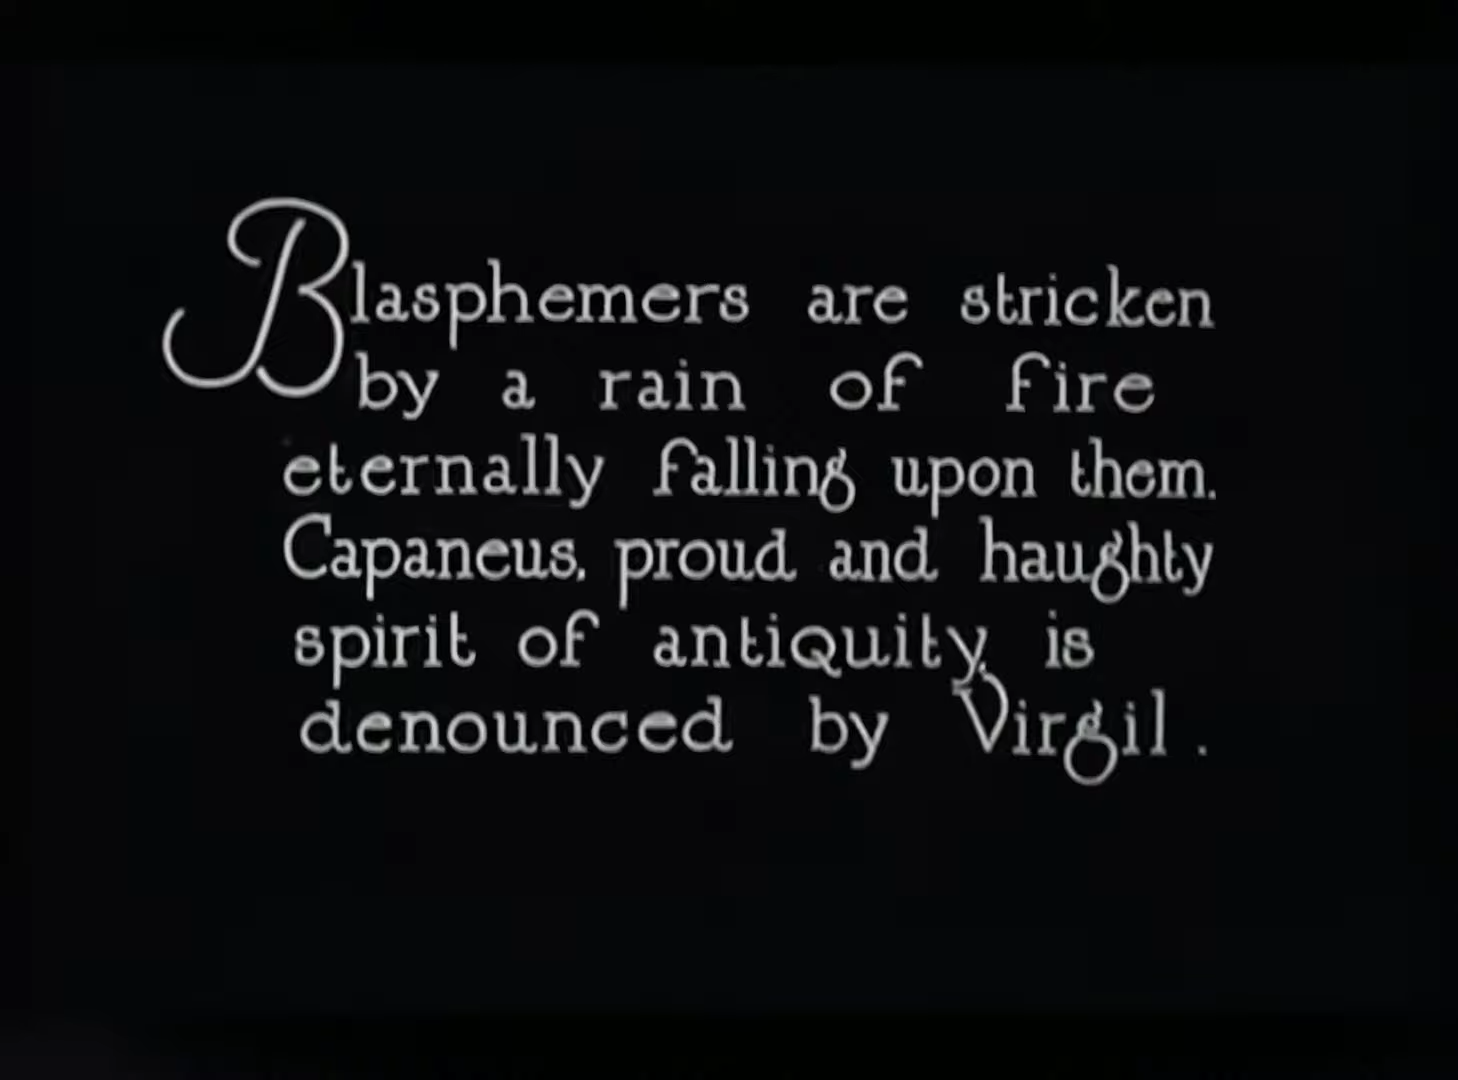 Blasphemers are stricken
by a rain of fire
eternally falling upon them.
Capaneus, proud and haughty
spirit of antiquity, is
denounced by Virgil.